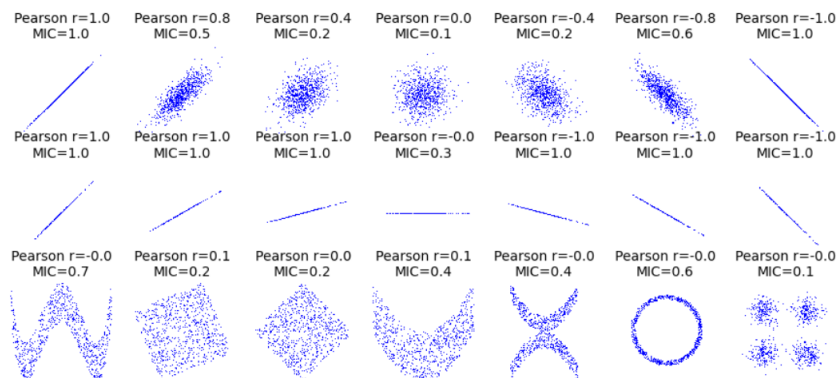 Pearson r=1.0 Pearson r=0.8 Pearson r=0.4 Pearson r=0.0 Pearson r=-0.4 Pearson r=-0.8 Pearson r=-1.0
MIC=1.0 MIC=0.5 MIC=0.2 MIC=0.1 MIC=0.2 MIC=0.6 MIC=1.0
Pearson r=1.0 Pearson r=1.0 Pearson r=1.0 Pearson r=-0.0 Pearson r=-1.0 Pearson r=-1.0 Pearson r=-1.0
MIC=1.0 MIC=1.0 MIC=1.0 MIC=0.3 MIC=1.0 MIC=1.0 MIC=1.0
Pearson r=-0.0 Pearson r=0.1 Pearson r=0.0 Pearson r=0.1 Pearson r=-0.0 Pearson r=-0.0 Pearson r=-0.0
MIC=0.7 MIC=0.2 MIC=0.2 MIC=0.4 MIC=0.4 MIC=0.6 MIC=0.1